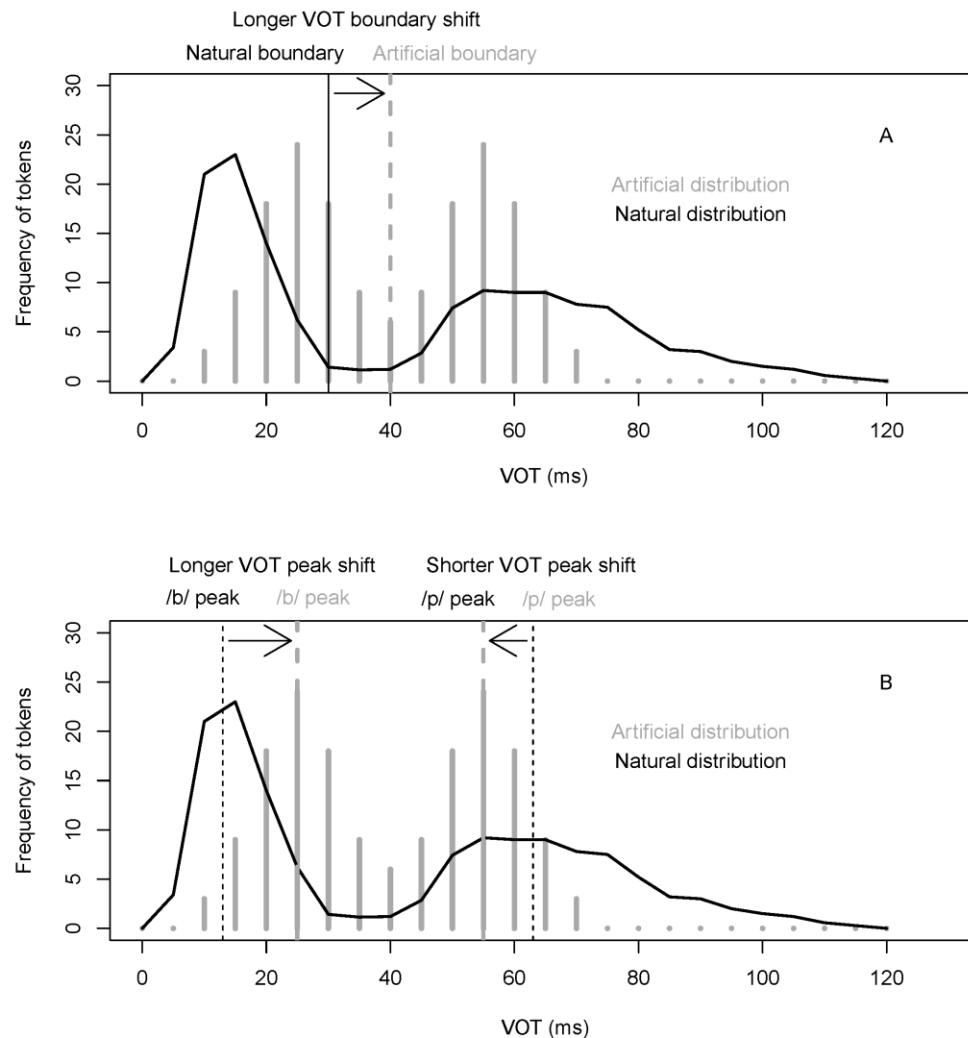 Longer VOT boundary shift
Natural boundary Artificial boundary
30
25
20
15
10
5
0
Frequency of tokens
A
Artificial distribution
Natural distribution
0 20 40 60 80 100 120
VOT (ms)
Longer VOT peak shift Shorter VOT peak shift
/b/ peak /b/ peak /p/ peak /p/ peak
30
25
20
15
10
5
0
Frequency of tokens
B
Artificial distribution
Natural distribution
0 20 40 60 80 100 120
VOT (ms)